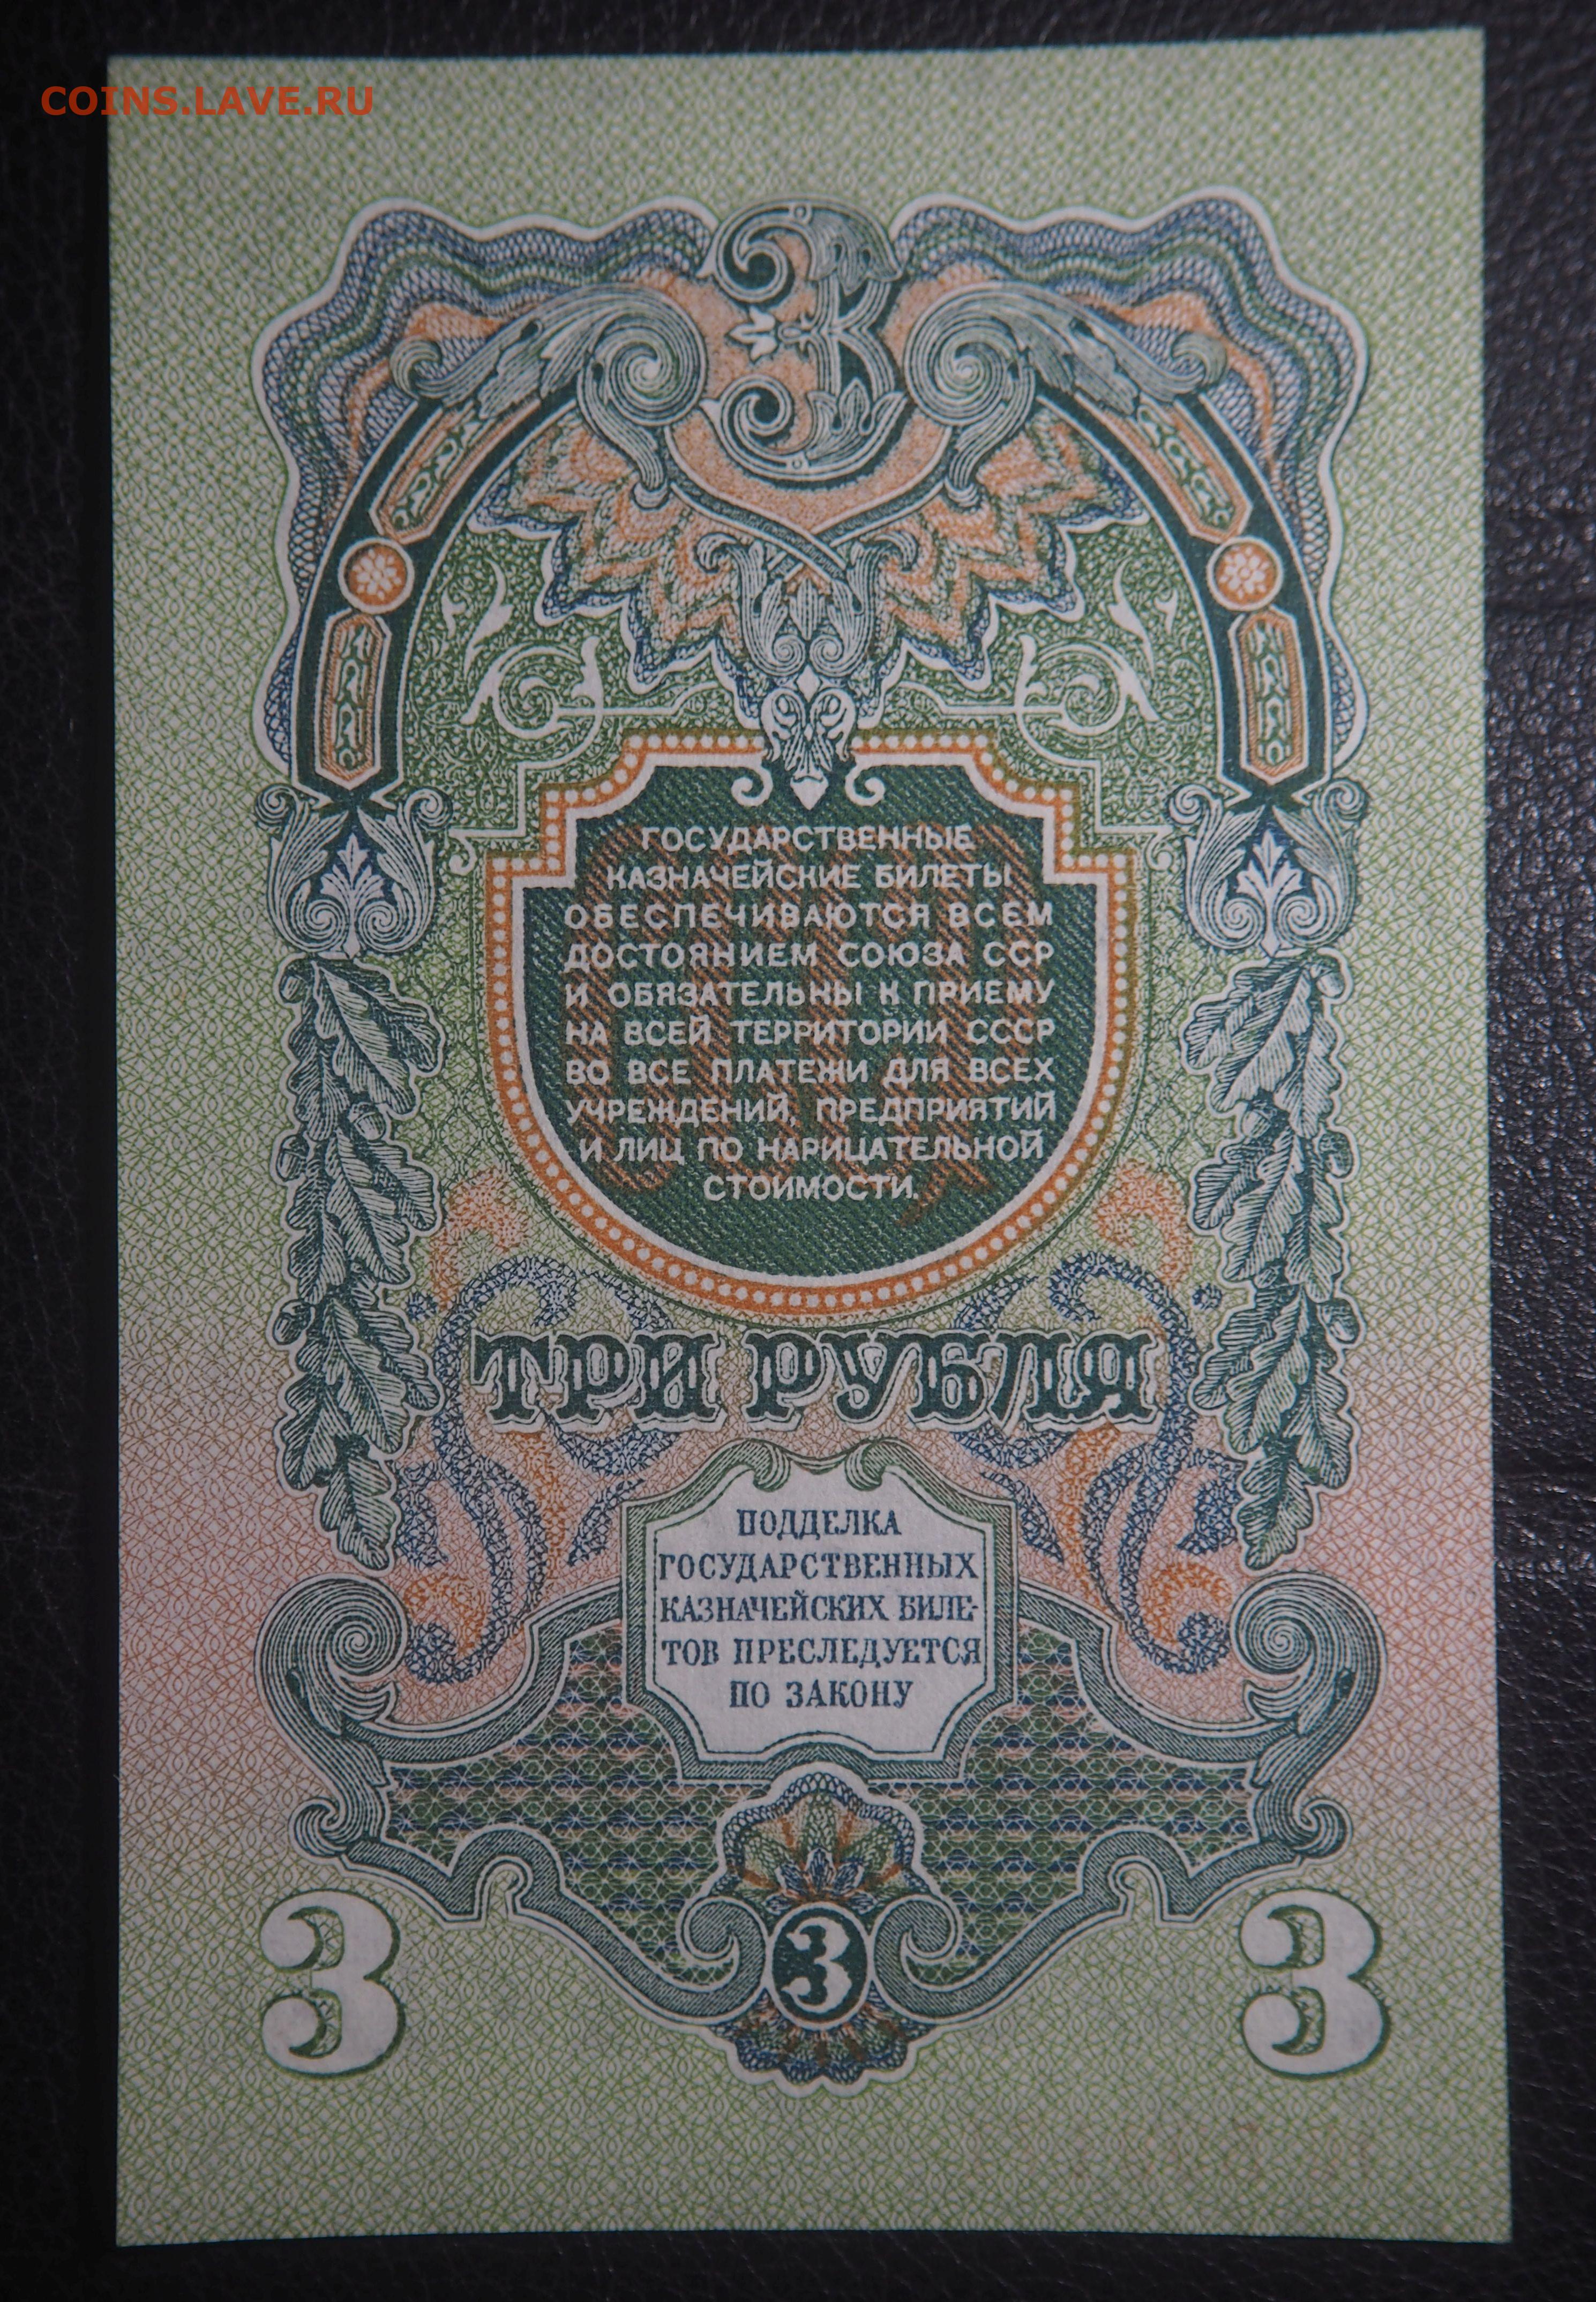 COINS.LAVE.RU
3
К
ГОСУДАРСТВЕННЫЕ
КАЗНАЧЕЙСКИЕ БИЛЕТЫ
ОБЕСПЕЧИВАЮТСЯ ВСЕМ
ДОСТОЯНИЕМ СОЮЗА ССР
И ОБЯЗАТЕЛЬНЫ К ПРИЕМУ
НА ВСЕЙ ТЕРРИТОРИИ СССР
ВО ВСЕ ПЛАТЕЖИ ДЛЯ ВСЕХ
УЧРЕЖДЕНИЙ, ПРЕДПРИЯТИЙ
И ЛИЦ ПО НАРИЦАТЕЛЬНОЙ
СТОИМОСТИ.
ТРИ РУБЛЯ
ПОДДЕЛКА
ГОСУДАРСТВЕННЫХ
КАЗНАЧЕЙСКИХ БИЛЕ-
ТОВ ПРЕСЛЕДУЕТСЯ
ПО ЗАКОНУ
3 3 3